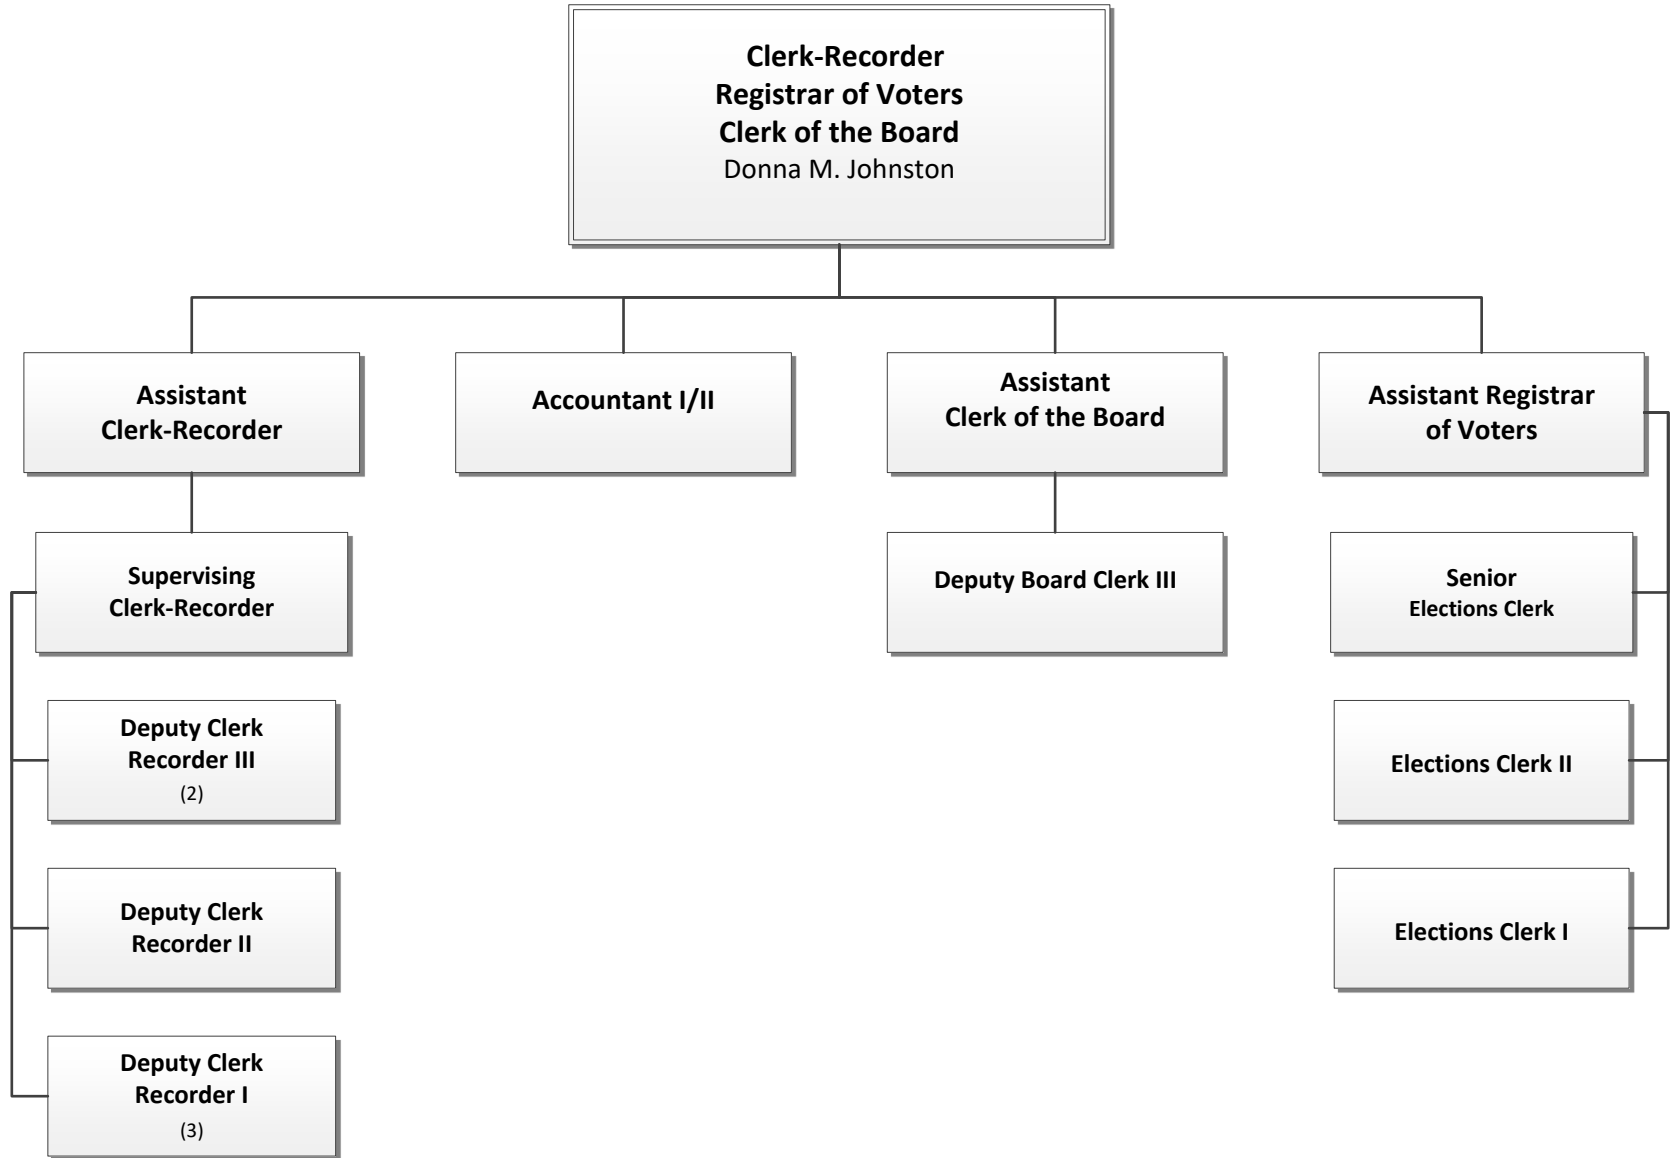 Clerk-Recorder
Registrar of Voters
Clerk of the Board
Donna M. Johnston
Assistant
Clerk-Recorder
Accountant I/II
Assistant
Clerk of the Board
Assistant Registrar
of Voters
Supervising
Clerk-Recorder
Deputy Board Clerk III
Senior
Elections Clerk
Deputy Clerk
Recorder III
(2)
Elections Clerk II
Deputy Clerk
Recorder II
Elections Clerk I
Deputy Clerk
Recorder I
(3)